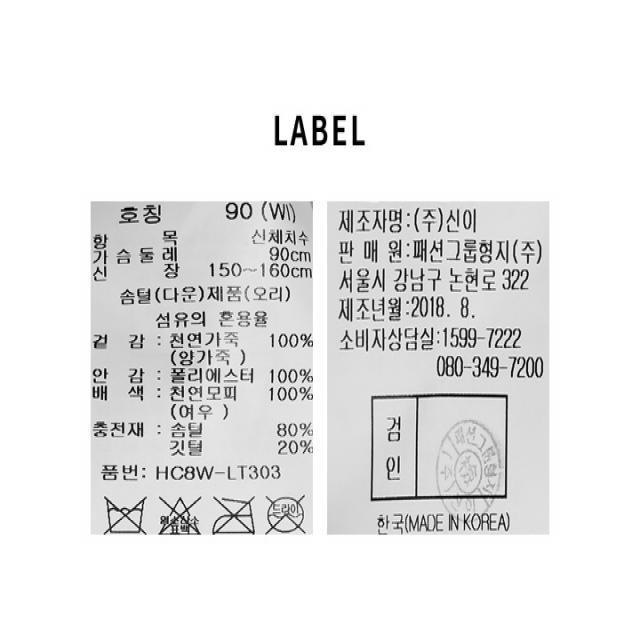 LABEL
호칭 90 (WI)
항 목 신체치수
가슴둘레 90cm
신 장 150~160cm
솜털(다운)제품(오리)
섬유의 혼용율
겉 감 : 천연가죽 100%
(양가죽 )
안 감 : 폴리에스터 100%
배 색 : 천연모피 100%
(여우 )
충전재 : 솜털 80%
깃털 20%
품번: HC8W-LT303
염소산소
표백
드라이
제조자명:(주)신이
판 매 원:패션그룹형지(주)
서울시 강남구 논현로 322
제조년월:2018. 8.
소비자상담실:1599-7222
080-349-7200
검
인
패션그룹형지
한국(MADE IN KOREA)